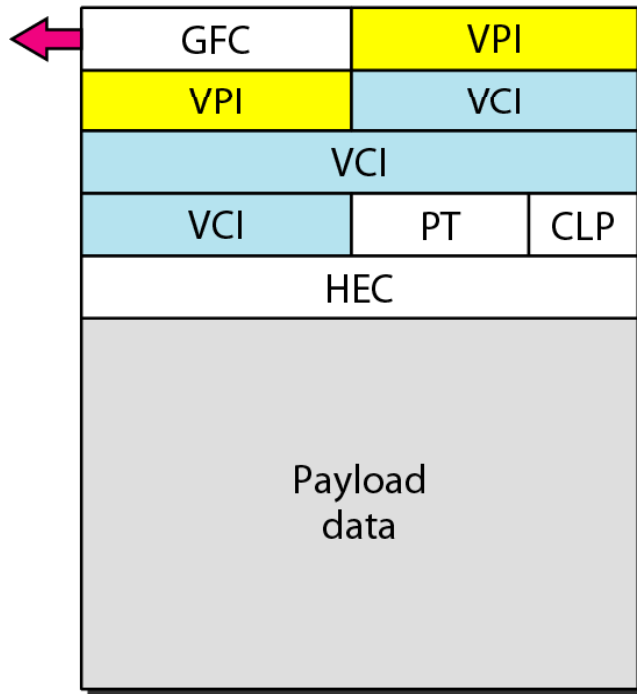 GFC VPI
VPI VCI
VCI
VCI PT CLP
HEC
Payload
data